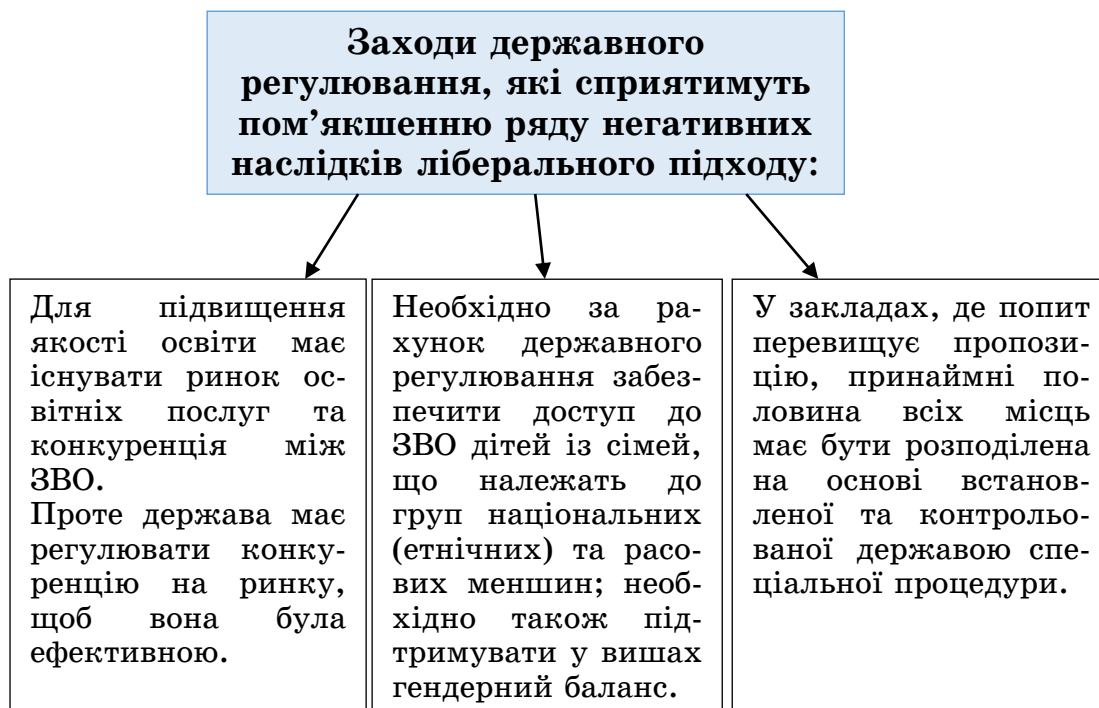 Заходи державного
регулювання, які сприятимуть
пом’якшенню ряду негативних
наслідків ліберального підходу:
Для підвищення
якості освіти має
існувати ринок ос-
вітніх послуг та
конкуренція між
ЗВО.
Проте держава має
регулювати конку-
ренцію на ринку,
щоб вона була
ефективною.
Необхідно за ра-
хунок державного
регулювання забез-
печити доступ до
ЗВО дітей із сімей,
що належать до
груп національних
(етнічних) та расо-
вих меншин; необ-
хідно також під-
тримувати у вишах
гендерний баланс.
У закладах, де попит
перевищує пропози-
цію, принаймні по-
ловина всіх місць
має бути розподілена
на основі встанов-
леної та контрольо-
ваної державою спе-
ціальної процедури.